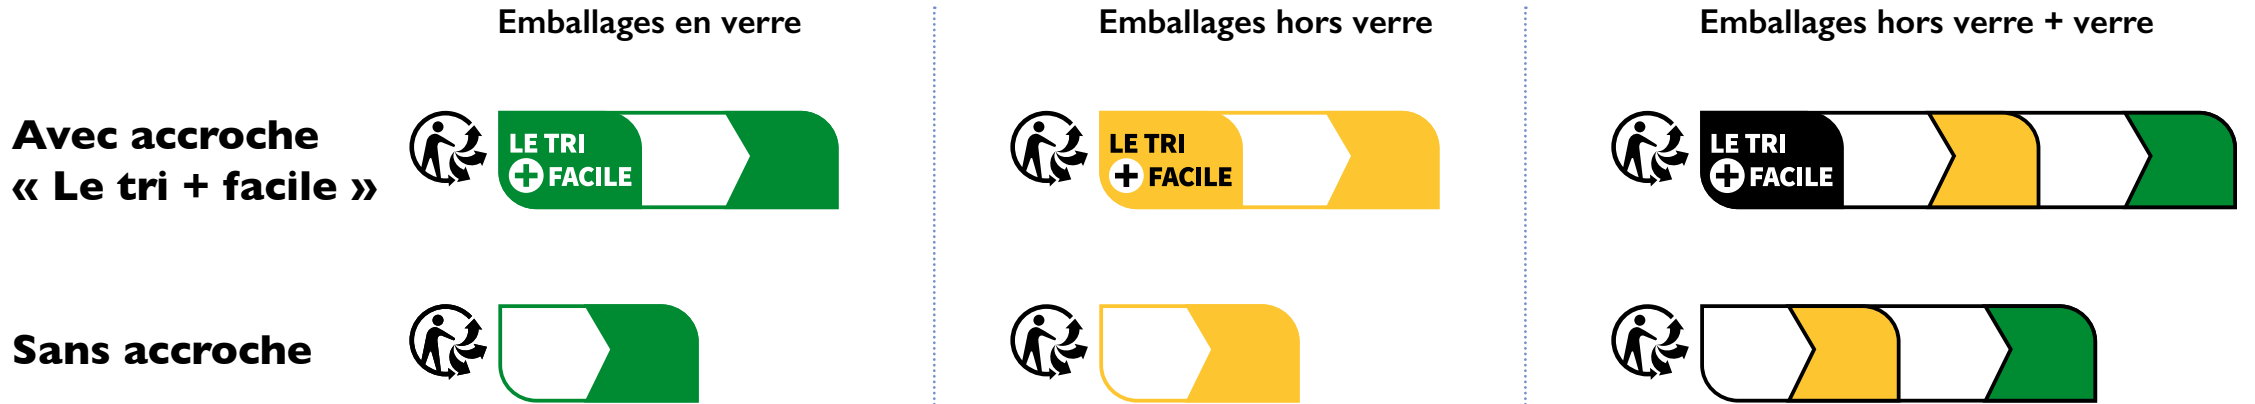 Emballages en verre
Emballages hors verre
Emballages hors verre + verre
Avec accroche
« Le tri + facile »
LE TRI
+ FACILE
LE TRI
+ FACILE
LE TRI
+ FACILE
Sans accroche